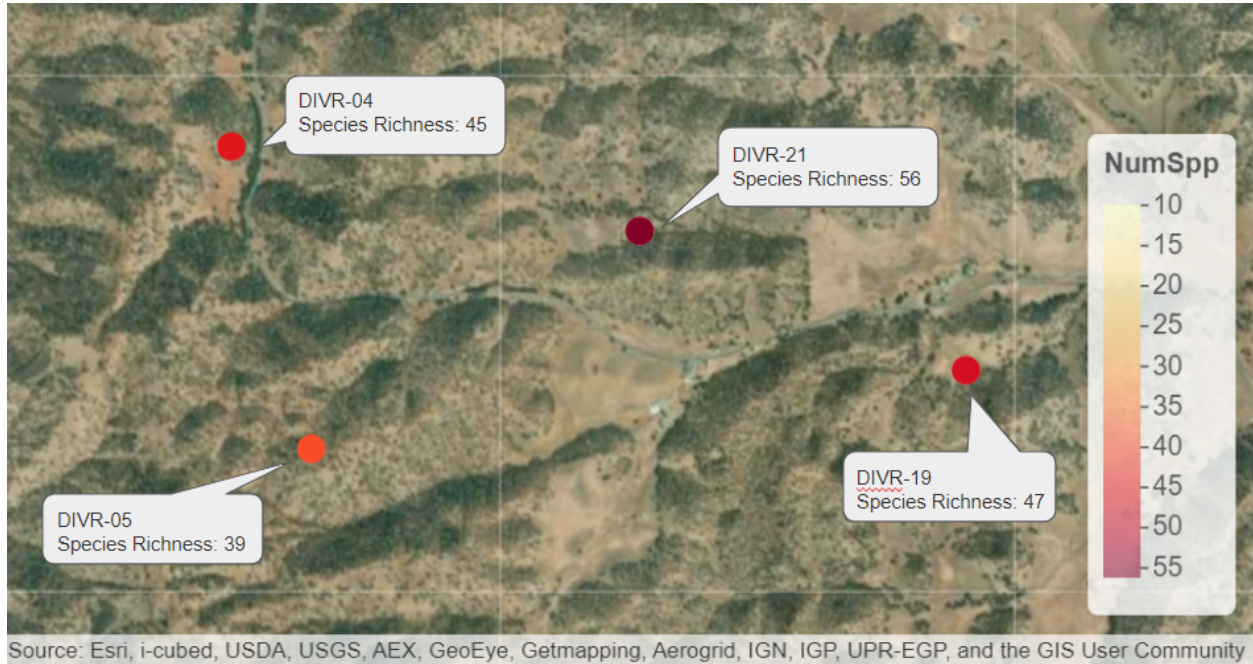 DIVR-04
Species Richness: 45
DIVR-21
Species Richness: 56
NumSpp
10
15
20
25
30
35
40
45
50
55
DIVR-19
Species Richness: 47
DIVR-05
Species Richness: 39
Source: Esri, i-cubed, USDA, USGS, AEX, GeoEye, Getmapping, Aerogrid, IGN, IGP, UPR-EGP, and the GIS User Community